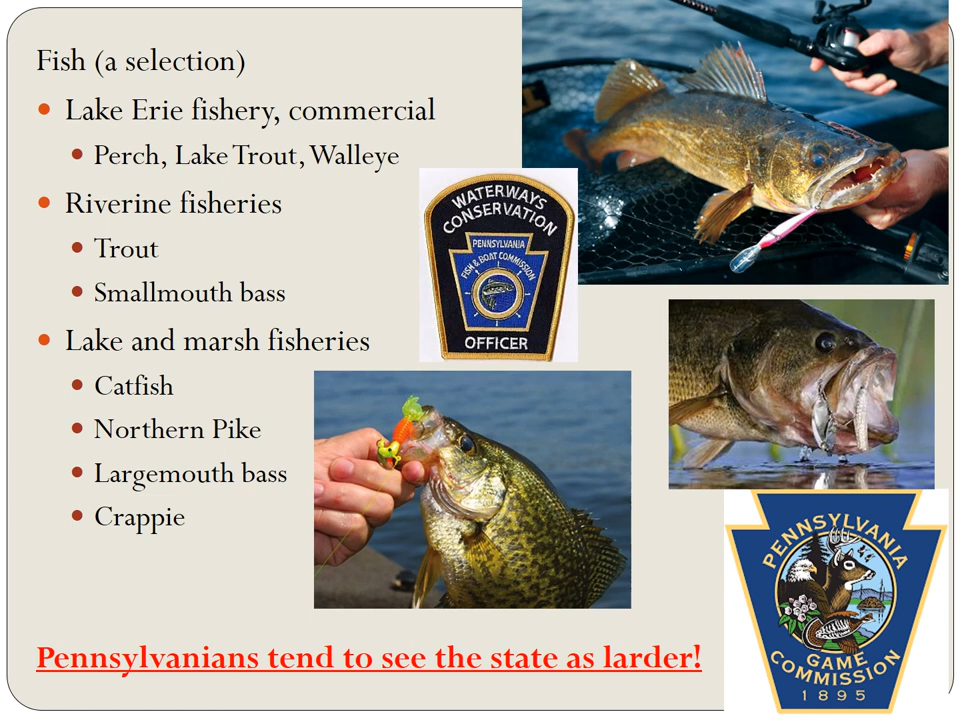 Fish (a selection)
Lake Erie fishery, commercial
Perch, Lake Trout, Walleye
Riverine fisheries
Trout
Smallmouth bass
Lake and marsh fisheries
Catfish
Northern Pike
Largemouth bass
Crappie
Pennsylvanians tend to see the state as larder!
WATERWAYS
CONSERVATION
PENNSYLVANIA
FISH & BOAT COMMISSION
OFFICER
PENNSYLVANIA
GAME
COMMISSION
1895